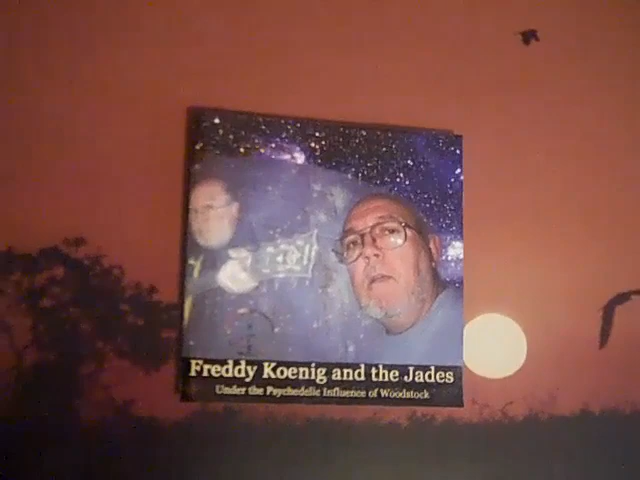 Freddy Koenig and the Jades
Under the Psychedelic Influence of Woodstock